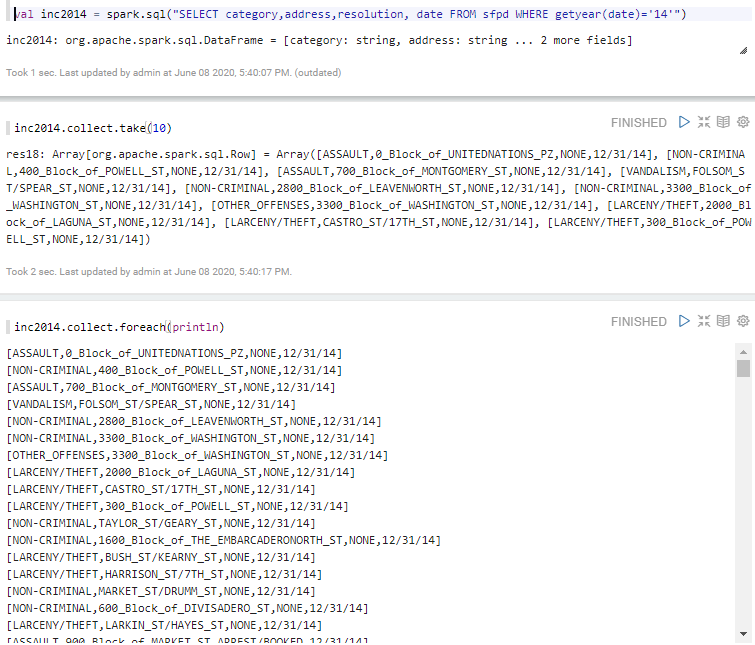 val inc2014 = spark.sql("SELECT category,address,resolution, date FROM sfpd WHERE getyear(date)='14'")
inc2014: org.apache.spark.sql.DataFrame = [category: string, address: string ... 2 more fields]
Took 1 sec. Last updated by admin at June 08 2020, 5:40:07 PM. (outdated)
FINISHED
inc2014.collect.take(10)
res18: Array[org.apache.spark.sql.Row] = Array([ASSAULT,0_Block_of_UNITEDNATIONS_PZ,NONE,12/31/14], [NON-CRIMINA
L,400_Block_of_POWELL_ST,NONE,12/31/14], [ASSAULT,700_Block_of_MONTGOMERY_ST,NONE,12/31/14], [VANDALISM,FOLSOM_S
T/SPEAR_ST,NONE,12/31/14], [NON-CRIMINAL,2800_Block_of_LEAVENWORTH_ST,NONE,12/31/14], [NON-CRIMINAL,3300_Block_of
_WASHINGTON_ST,NONE,12/31/14], [OTHER_OFFENSES,3300_Block_of_WASHINGTON_ST,NONE,12/31/14], [LARCENY/THEFT,2000_Bl
ock_of_LAGUNA_ST,NONE,12/31/14], [LARCENY/THEFT,CASTRO_ST/17TH_ST,NONE,12/31/14], [LARCENY/THEFT,300_Block_of_POW
ELL_ST,NONE,12/31/14])
Took 2 sec. Last updated by admin at June 08 2020, 5:40:17 PM.
FINISHED
inc2014.collect.foreach(println)
[ASSAULT,0_Block_of_UNITEDNATIONS_PZ,NONE,12/31/14]
[NON-CRIMINAL,400_Block_of_POWELL_ST,NONE,12/31/14]
[ASSAULT,700_Block_of_MONTGOMERY_ST,NONE,12/31/14]
[VANDALISM,FOLSOM_ST/SPEAR_ST,NONE,12/31/14]
[NON-CRIMINAL,2800_Block_of_LEAVENWORTH_ST,NONE,12/31/14]
[NON-CRIMINAL,3300_Block_of_WASHINGTON_ST,NONE,12/31/14]
[OTHER_OFFENSES,3300_Block_of_WASHINGTON_ST,NONE,12/31/14]
[LARCENY/THEFT,2000_Block_of_LAGUNA_ST,NONE,12/31/14]
[LARCENY/THEFT,CASTRO_ST/17TH_ST,NONE,12/31/14]
[LARCENY/THEFT,300_Block_of_POWELL_ST,NONE,12/31/14]
[NON-CRIMINAL,TAYLOR_ST/GEARY_ST,NONE,12/31/14]
[NON-CRIMINAL,1600_Block_of_THE_EMBARCADERONORTH_ST,NONE,12/31/14]
[LARCENY/THEFT,BUSH_ST/KEARNY_ST,NONE,12/31/14]
[LARCENY/THEFT,HARRISON_ST/7TH_ST,NONE,12/31/14]
[NON-CRIMINAL,MARKET_ST/DRUMM_ST,NONE,12/31/14]
[NON-CRIMINAL,600_Block_of_DIVISADERO_ST,NONE,12/31/14]
[LARCENY/THEFT,LARKIN_ST/HAYES_ST,NONE,12/31/14]
[ASSAULT,900_Block_of_MARKET_ST,ARREST/BOOKED,12/31/14]